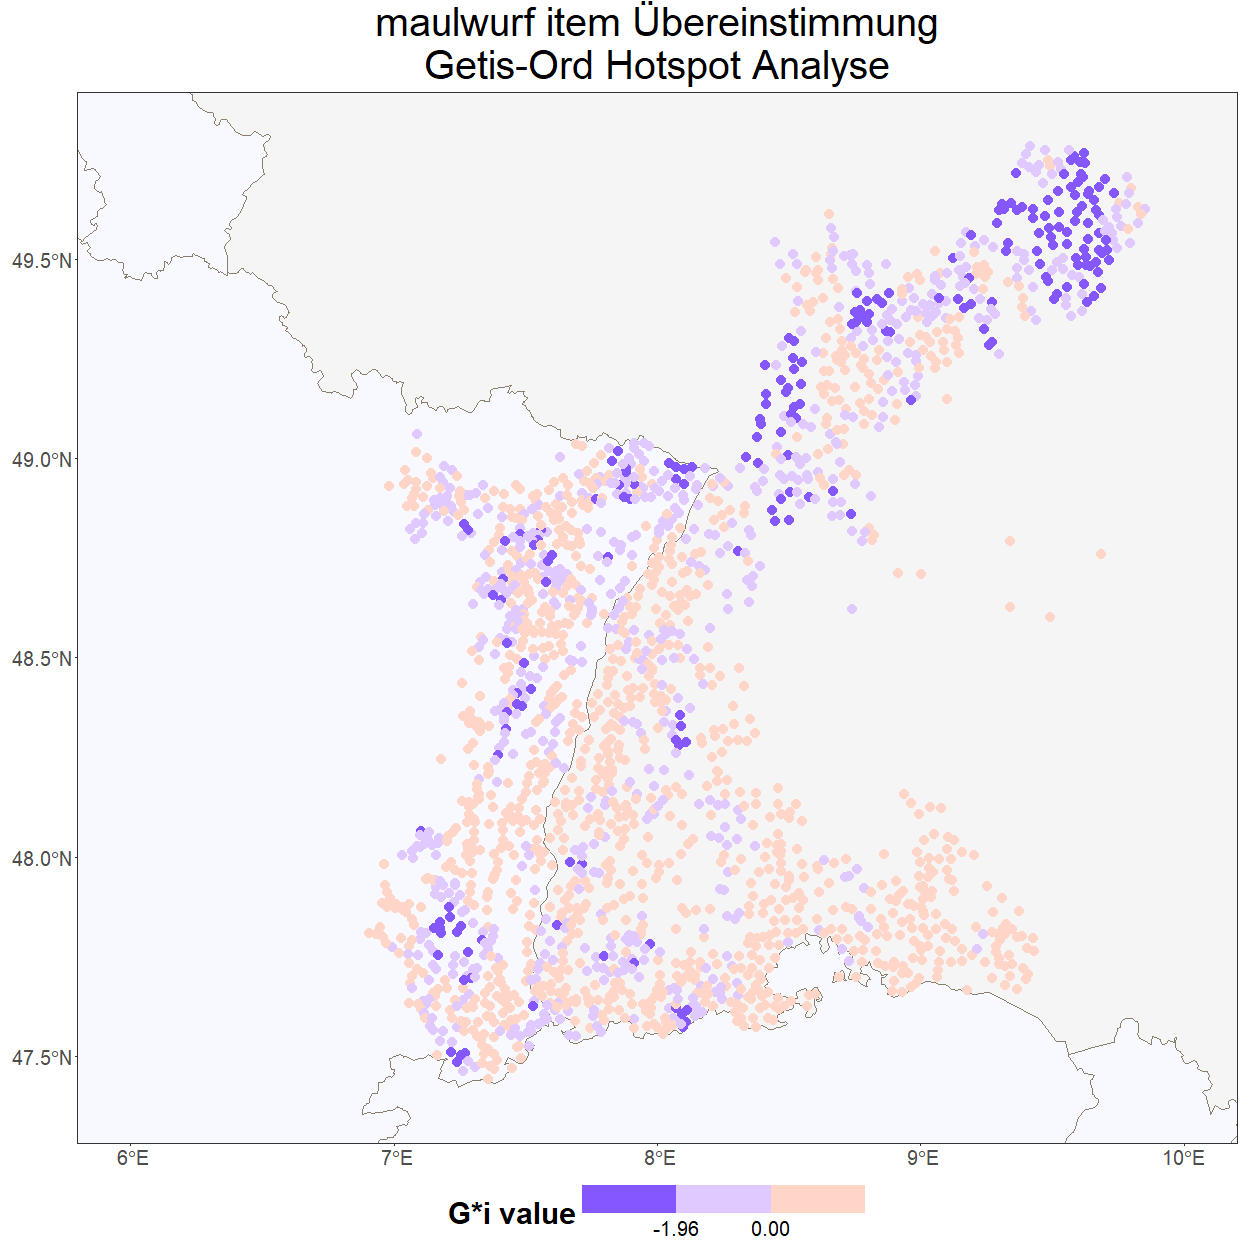 maulwurf item Übereinstimmung
Getis-Ord Hotspot Analyse
49.5°N
49.0°N
48.5°N
48.0°N
47.5°N
6°E
7°E
8°E
9°E
10°E
G*i value
-1.96
0.00